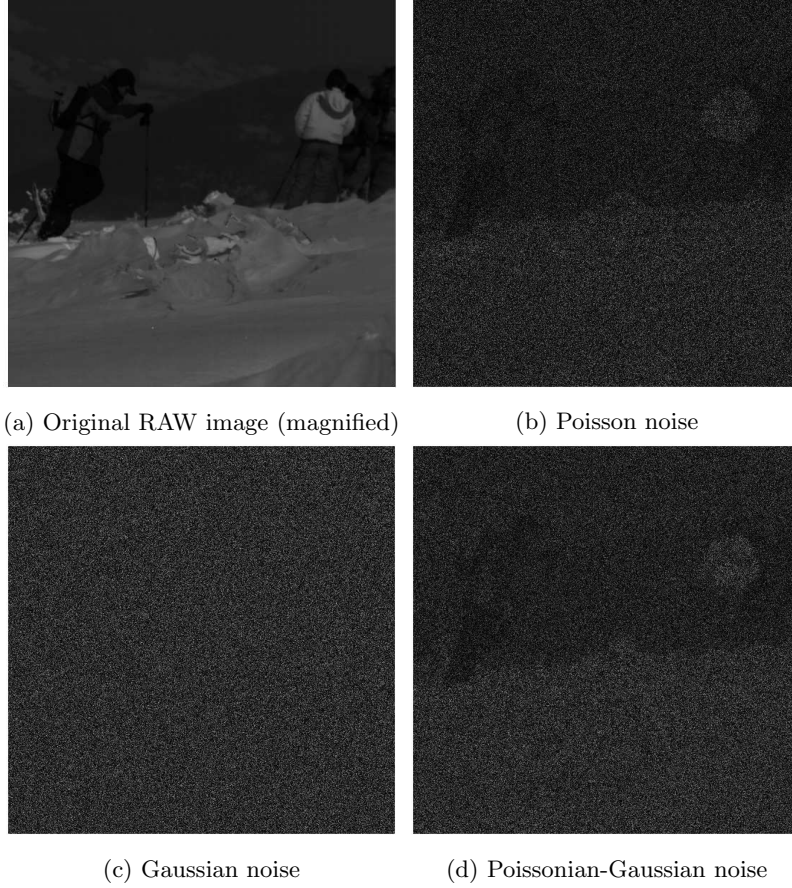 (a) Original RAW image (magnified)
(b) Poisson noise
(c) Gaussian noise
(d) Poissonian-Gaussian noise